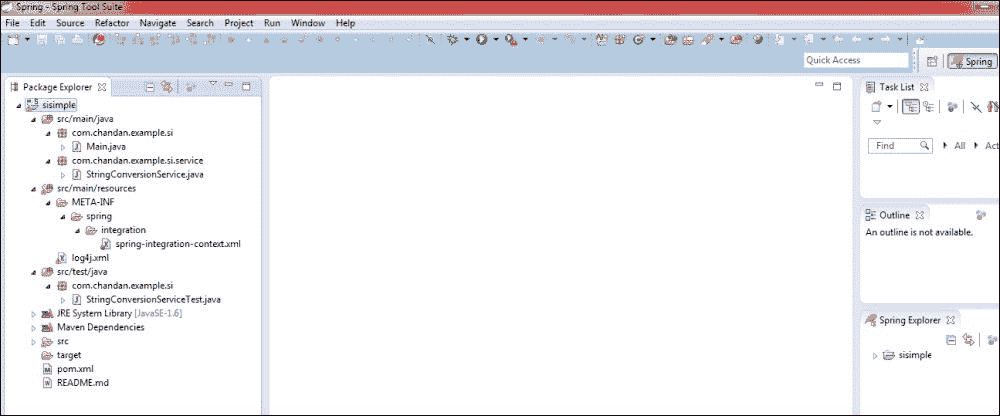 Spring - Spring Tool Suite
File Edit Source Refactor Navigate Search Project Run Window Help
Quick Access
Spring
Package Explorer
sisimple
src/main/java
com.chandan.example.si
Main.java
com.chandan.example.si.service
StringConversionService.java
src/main/resources
META-INF
spring
integration
spring-integration-context.xml
log4j.xml
src/test/java
com.chandan.example.si
StringConversionServiceTest.java
JRE System Library [JavaSE-1.6]
Maven Dependencies
src
target
pom.xml
README.md
Task List
Find All Act
Outline
An outline is not available.
Spring Explorer
sisimple